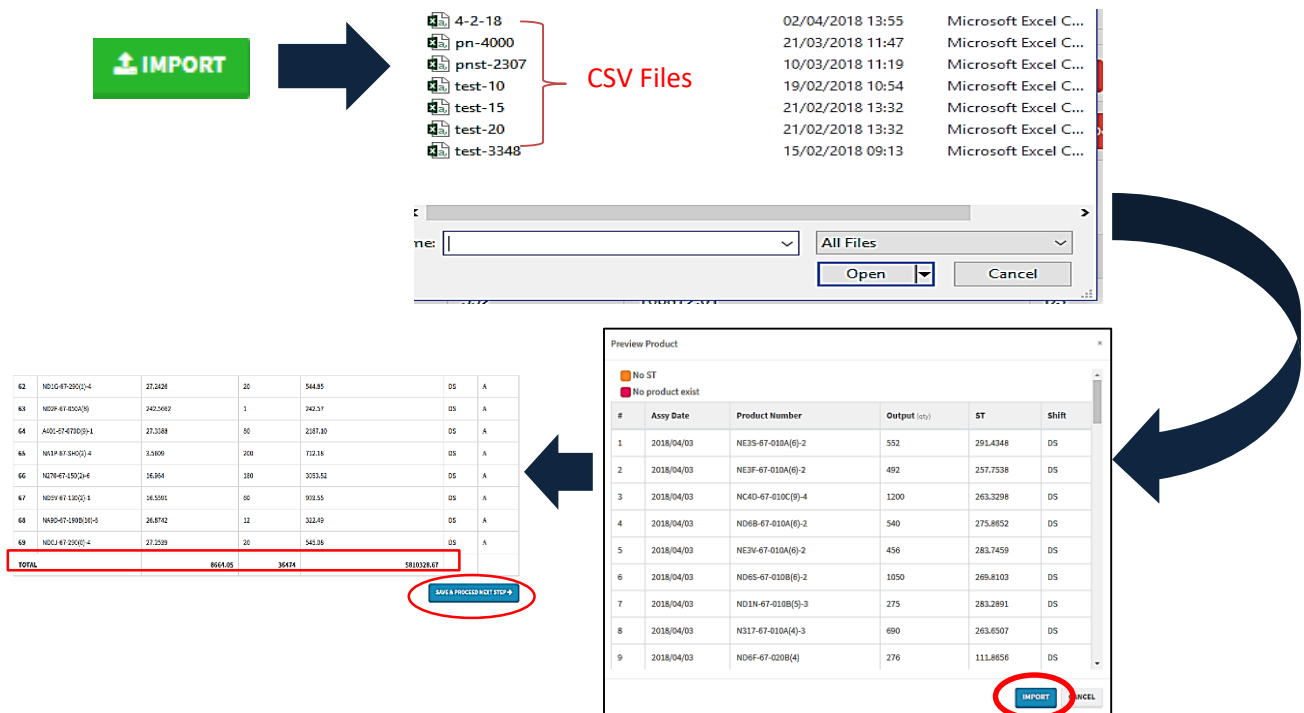 IMPORT
4-2-18 02/04/2018 13:55 Microsoft Excel C...
pn-4000 21/03/2018 11:47 Microsoft Excel C...
pnst-2307 10/03/2018 11:19 Microsoft Excel C...
test-10 19/02/2018 10:54 Microsoft Excel C...
test-15 21/02/2018 13:32 Microsoft Excel C...
test-20 21/02/2018 13:32 Microsoft Excel C...
test-3348 15/02/2018 09:13 Microsoft Excel C...
CSV Files
me: All Files
Open Cancel
Preview Product ×
No ST
No product exist
# Assy Date Product Number Output (qty) ST Shift
1 2018/04/03 NE3S-67-010A(6)-2 552 291.4348 DS
2 2018/04/03 NE3F-67-010A(6)-2 492 257.7538 DS
3 2018/04/03 NC4D-67-010C(9)-4 1200 263.3298 DS
4 2018/04/03 ND6B-67-010A(6)-2 540 275.8652 DS
5 2018/04/03 NE3V-67-010A(6)-2 456 283.7459 DS
6 2018/04/03 ND6S-67-010B(6)-2 1050 269.8103 DS
7 2018/04/03 ND1N-67-010B(5)-3 275 283.2891 DS
8 2018/04/03 N317-67-010A(4)-3 690 263.6507 DS
9 2018/04/03 ND6F-67-020B(4) 276 111.8656 DS
IMPORT CANCEL
62 27.2426 20 544.85 DS A
63 242.5662 1 242.57 DS A
64 27.3388 80 2187.10 DS A
65 200 712.18 DS A
66 180 3053.52 DS A
67 16.5591 60 993.55 DS A
68 26.8742 12 322.49 DS A
69 27.2539 20 545.08 DS A
TOTAL 8664.05 36474 5810328.67
SAVE & PROCEED NEXT STEP